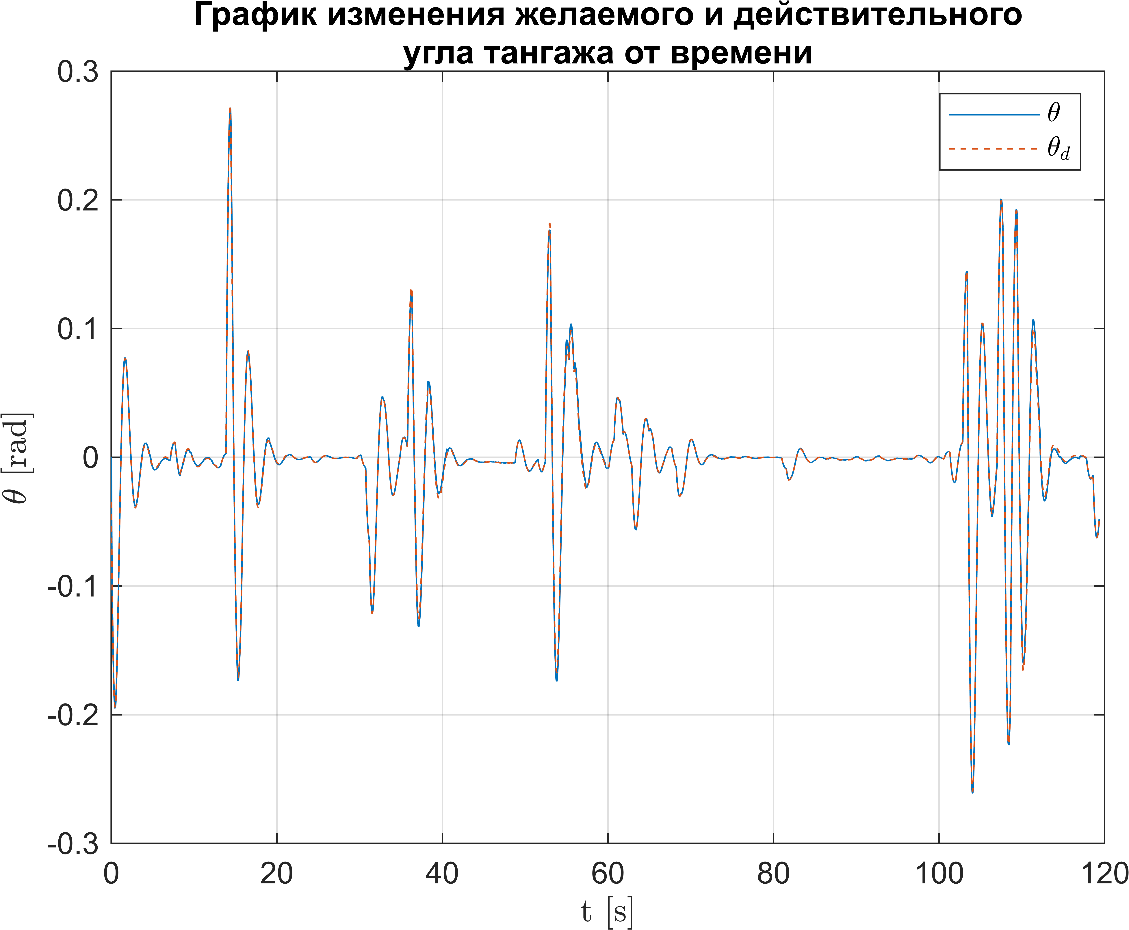 График изменения желаемого и действительного
угла тангажа от времени
θ
θd
0.3
0.2
0.1
0
-0.1
-0.2
-0.3
θ [rad]
0 20 40 60 80 100 120
t [s]